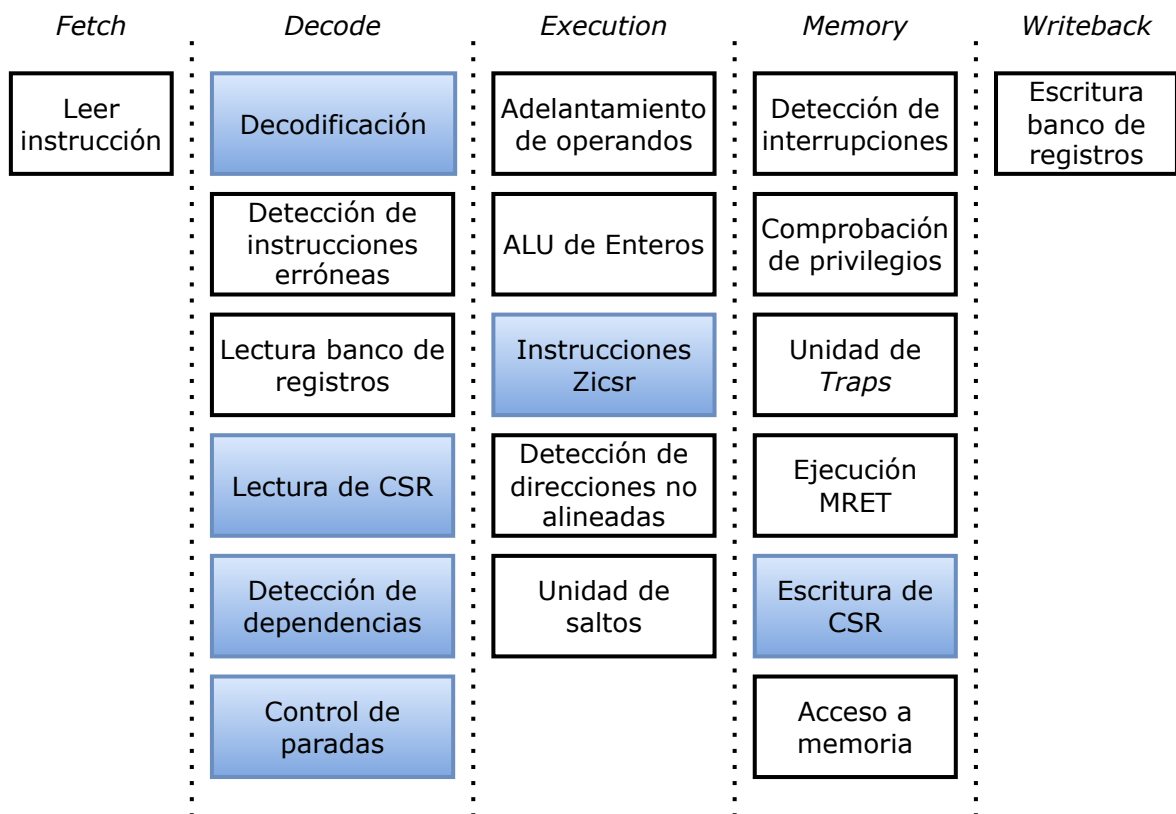 Fetch
Decode
Execution
Memory
Writeback
Leer
instrucción
Decodificación
Detección de
instrucciones
erróneas
Lectura banco de
registros
Lectura de CSR
Detección de
dependencias
Control de
paradas
Adelantamiento
de operandos
ALU de Enteros
Instrucciones
Zicsr
Detección de
direcciones no
alineadas
Unidad de
saltos
Detección de
interrupciones
Comprobación
de privilegios
Unidad de
Traps
Ejecución
MRET
Escritura de
CSR
Acceso a
memoria
Escritura
banco de
registros